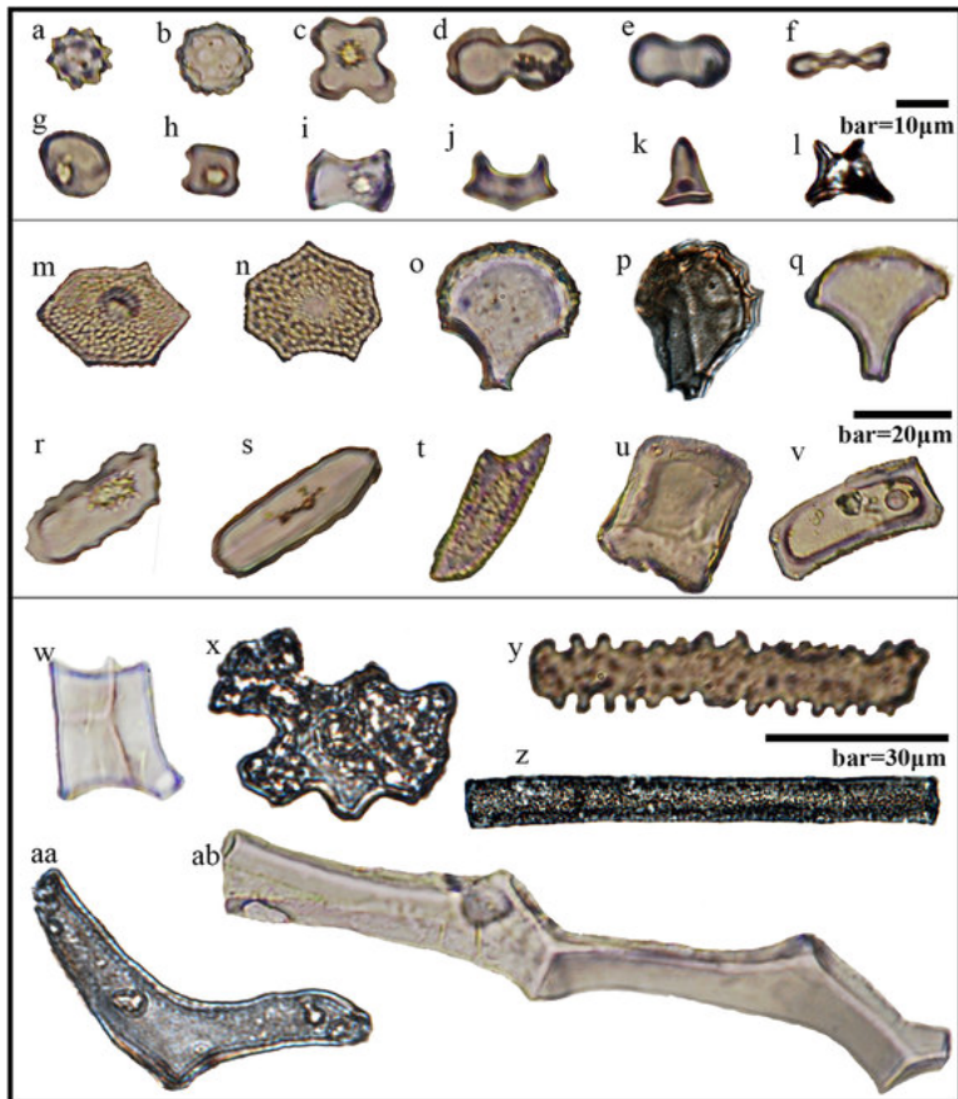 a b c d e f
bar=10µm
g h i j k l
m n o p q
bar=20µm
r s t u v
w x y
bar=30µm
z
aa ab